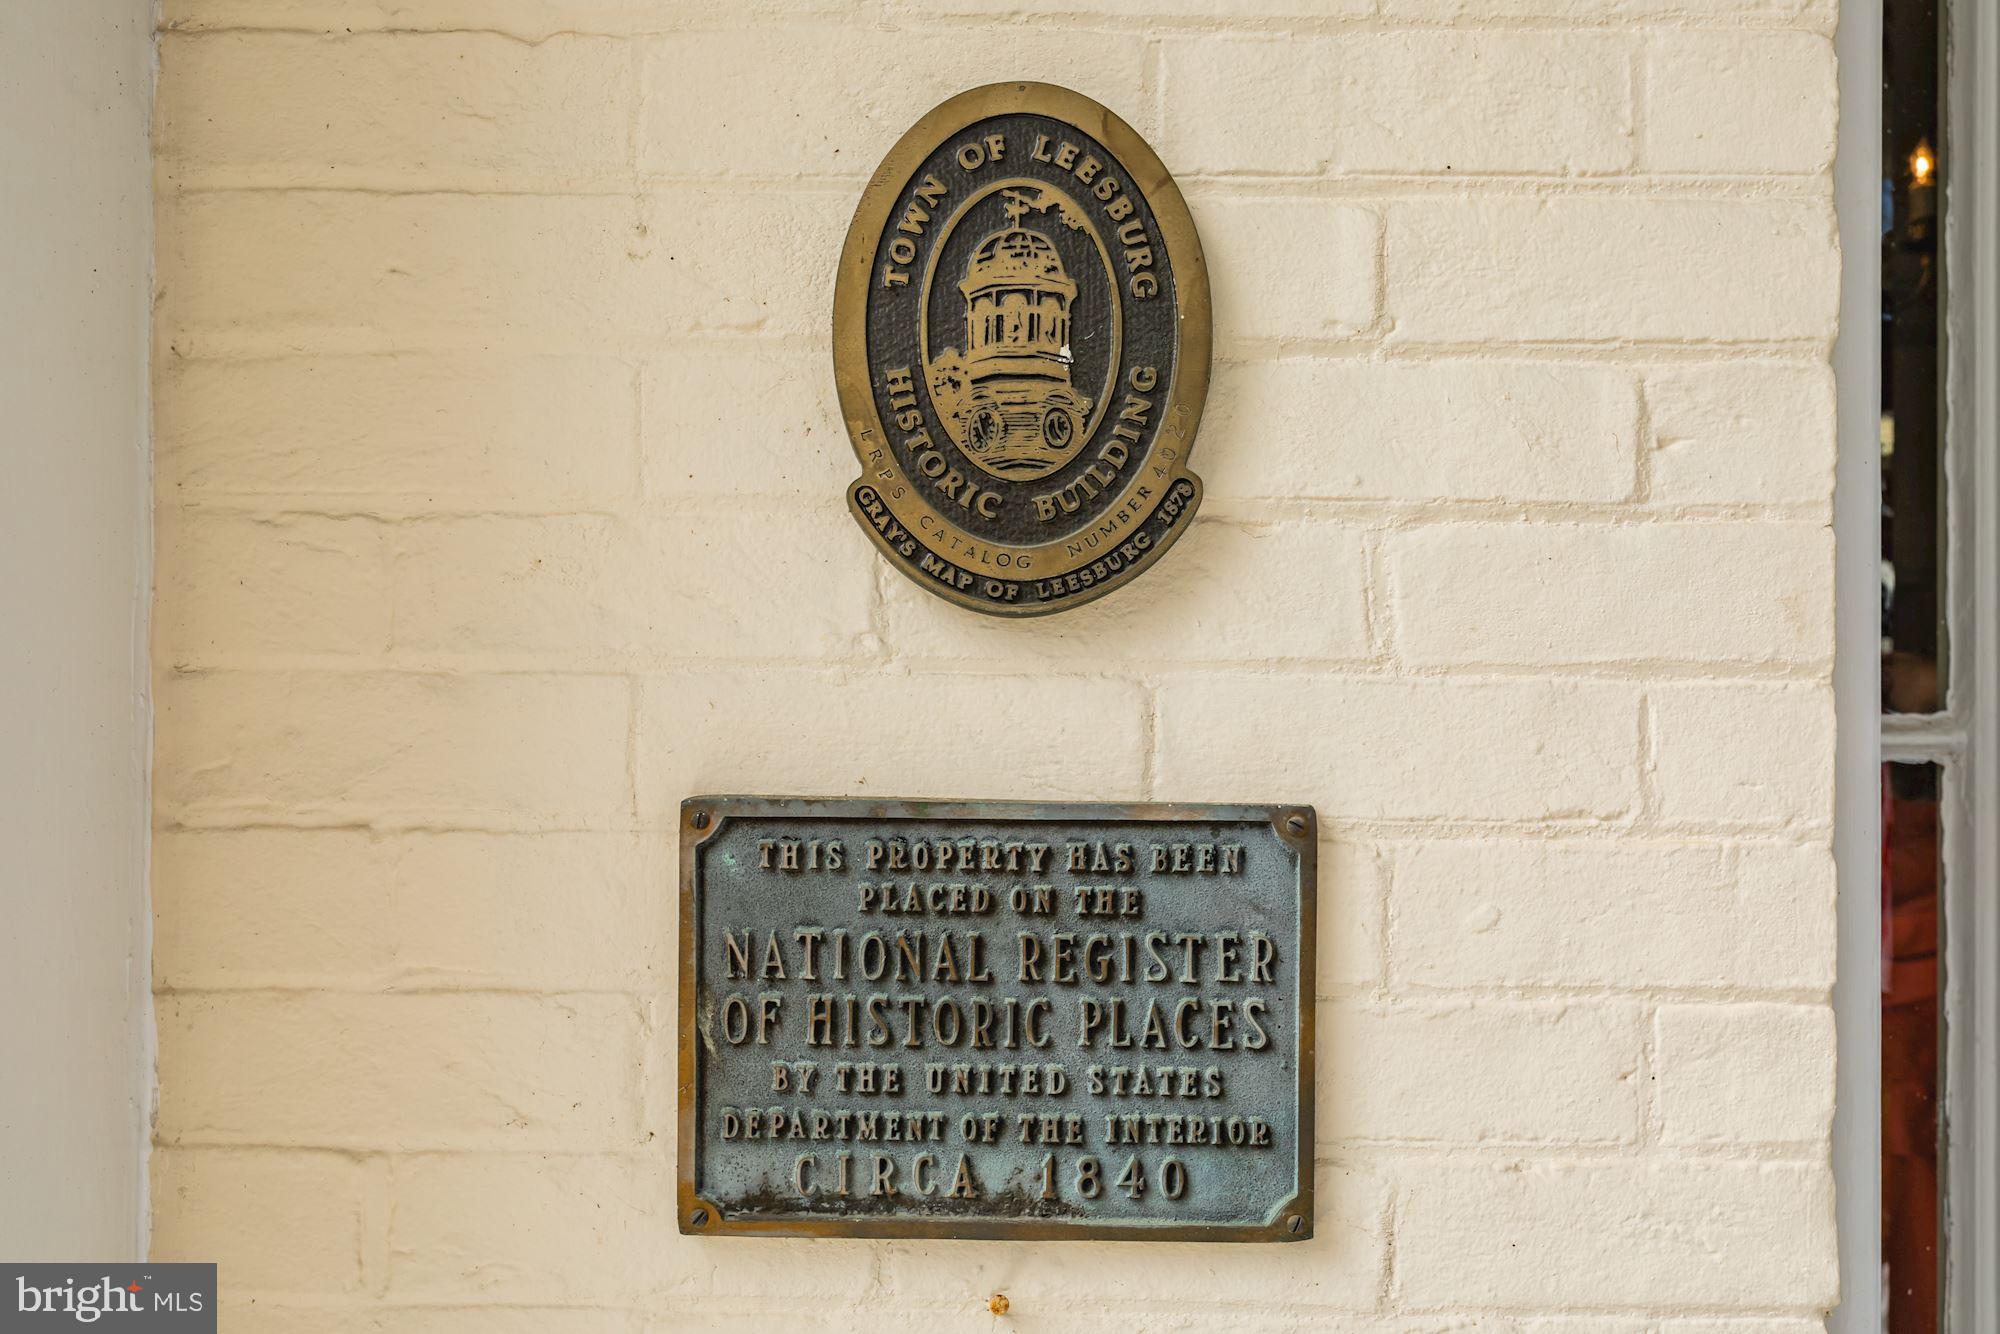 TOWN OF LEESBURG
HISTORIC BUILDING
LRPS CATALOG NUMBER 4020
GRAY'S MAP OF LEESBURG 1878
THIS PROPERTY HAS BEEN
PLACED ON THE
NATIONAL REGISTER
OF HISTORIC PLACES
BY THE UNITED STATES
DEPARTMENT OF THE INTERIOR
CIRCA 1840
bright™ MLS